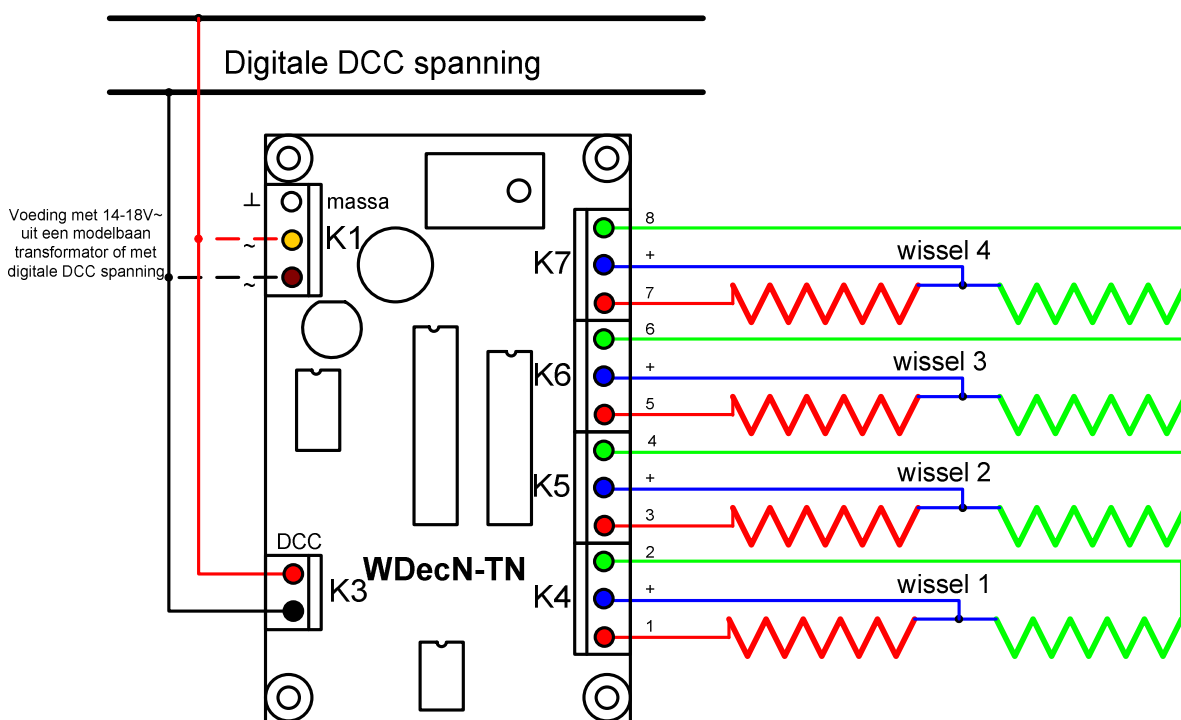 Digitale DCC spanning
Voeding met 14-18V~
uit een modelbaan
transformator of met
digitale DCC spanning
⊥
massa
~
K1
~
DCC
K3
WDecN-TN
K7
8
+
7
wissel 4
K6
6
+
5
wissel 3
K5
4
+
3
wissel 2
K4
2
+
1
wissel 1